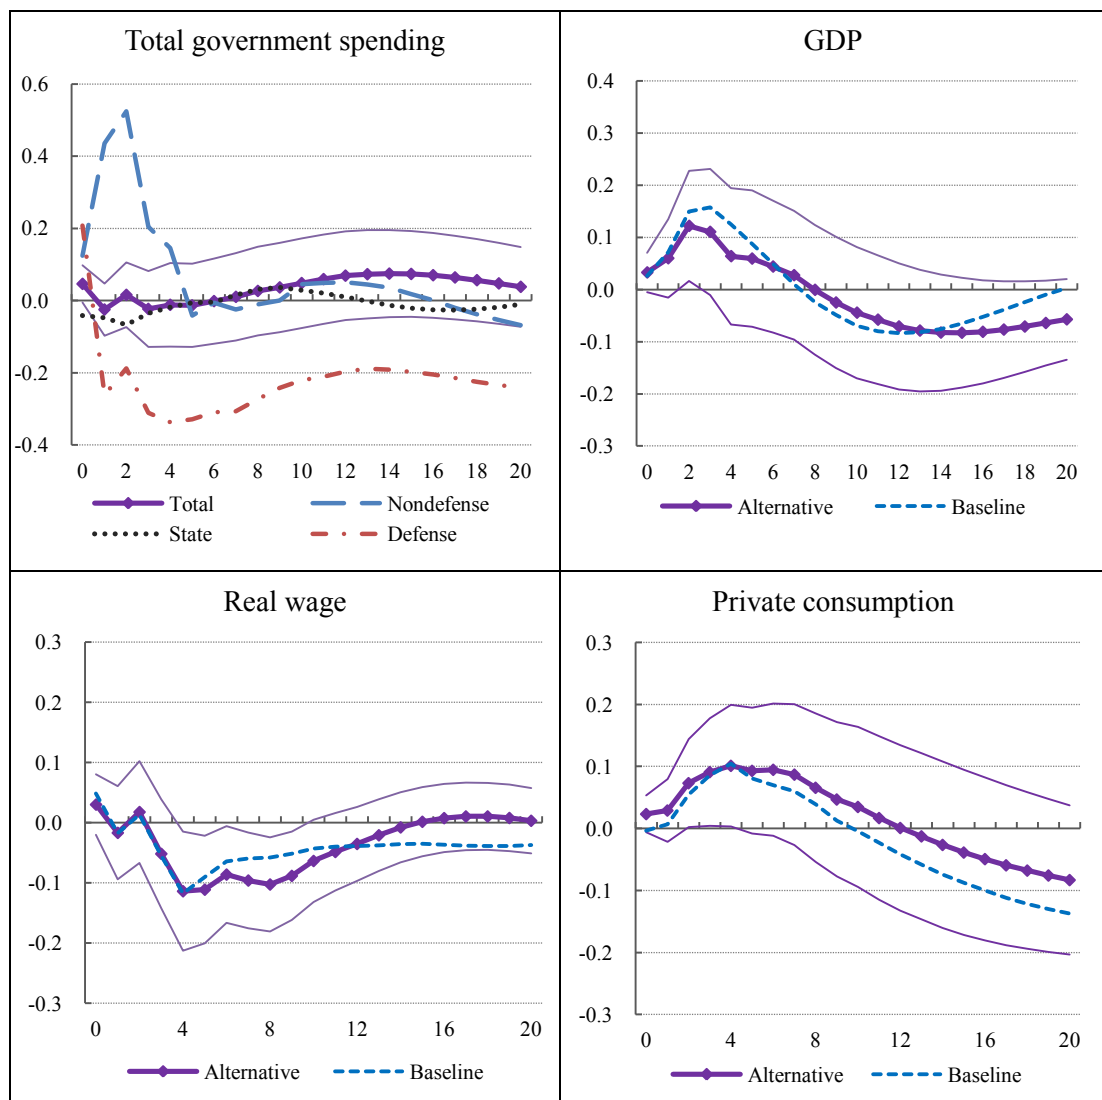 Total government spending
0.6
0.4
0.2
0.0
-0.2
-0.4
0 2 4 6 8 10 12 14 16 18 20
Total Nondefense
State Defense
GDP
0.4
0.3
0.2
0.1
0.0
-0.1
-0.2
-0.3
0 2 4 6 8 10 12 14 16 18 20
Alternative Baseline
Real wage
0.3
0.2
0.1
0.0
-0.1
-0.2
-0.3
0 4 8 12 16 20
Alternative Baseline
Private consumption
0.3
0.2
0.1
0.0
-0.1
-0.2
-0.3
0 4 8 12 16 20
Alternative Baseline